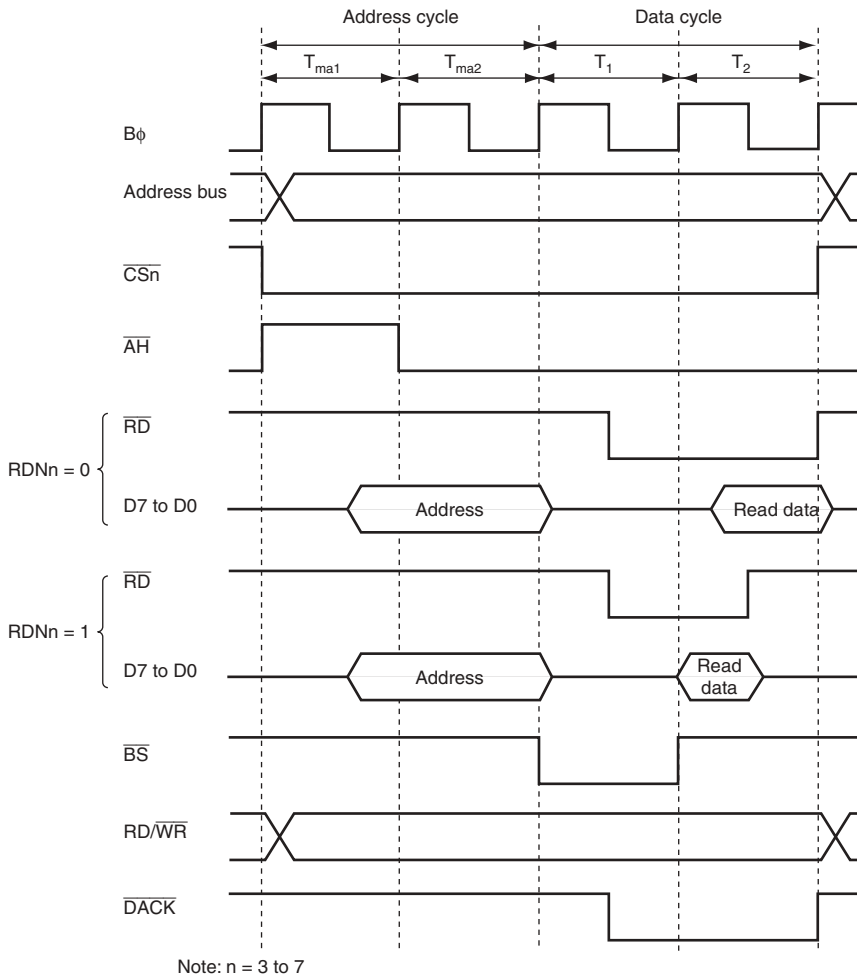 Address cycle Data cycle
Tma1 Tma2 T1 T2
Bφ
Address bus
CSn
AH
RD
RDNn = 0
D7 to D0 Address Read data
RD
RDNn = 1
D7 to D0 Address Read
data
BS
RD/WR
DACK
Note: n = 3 to 7